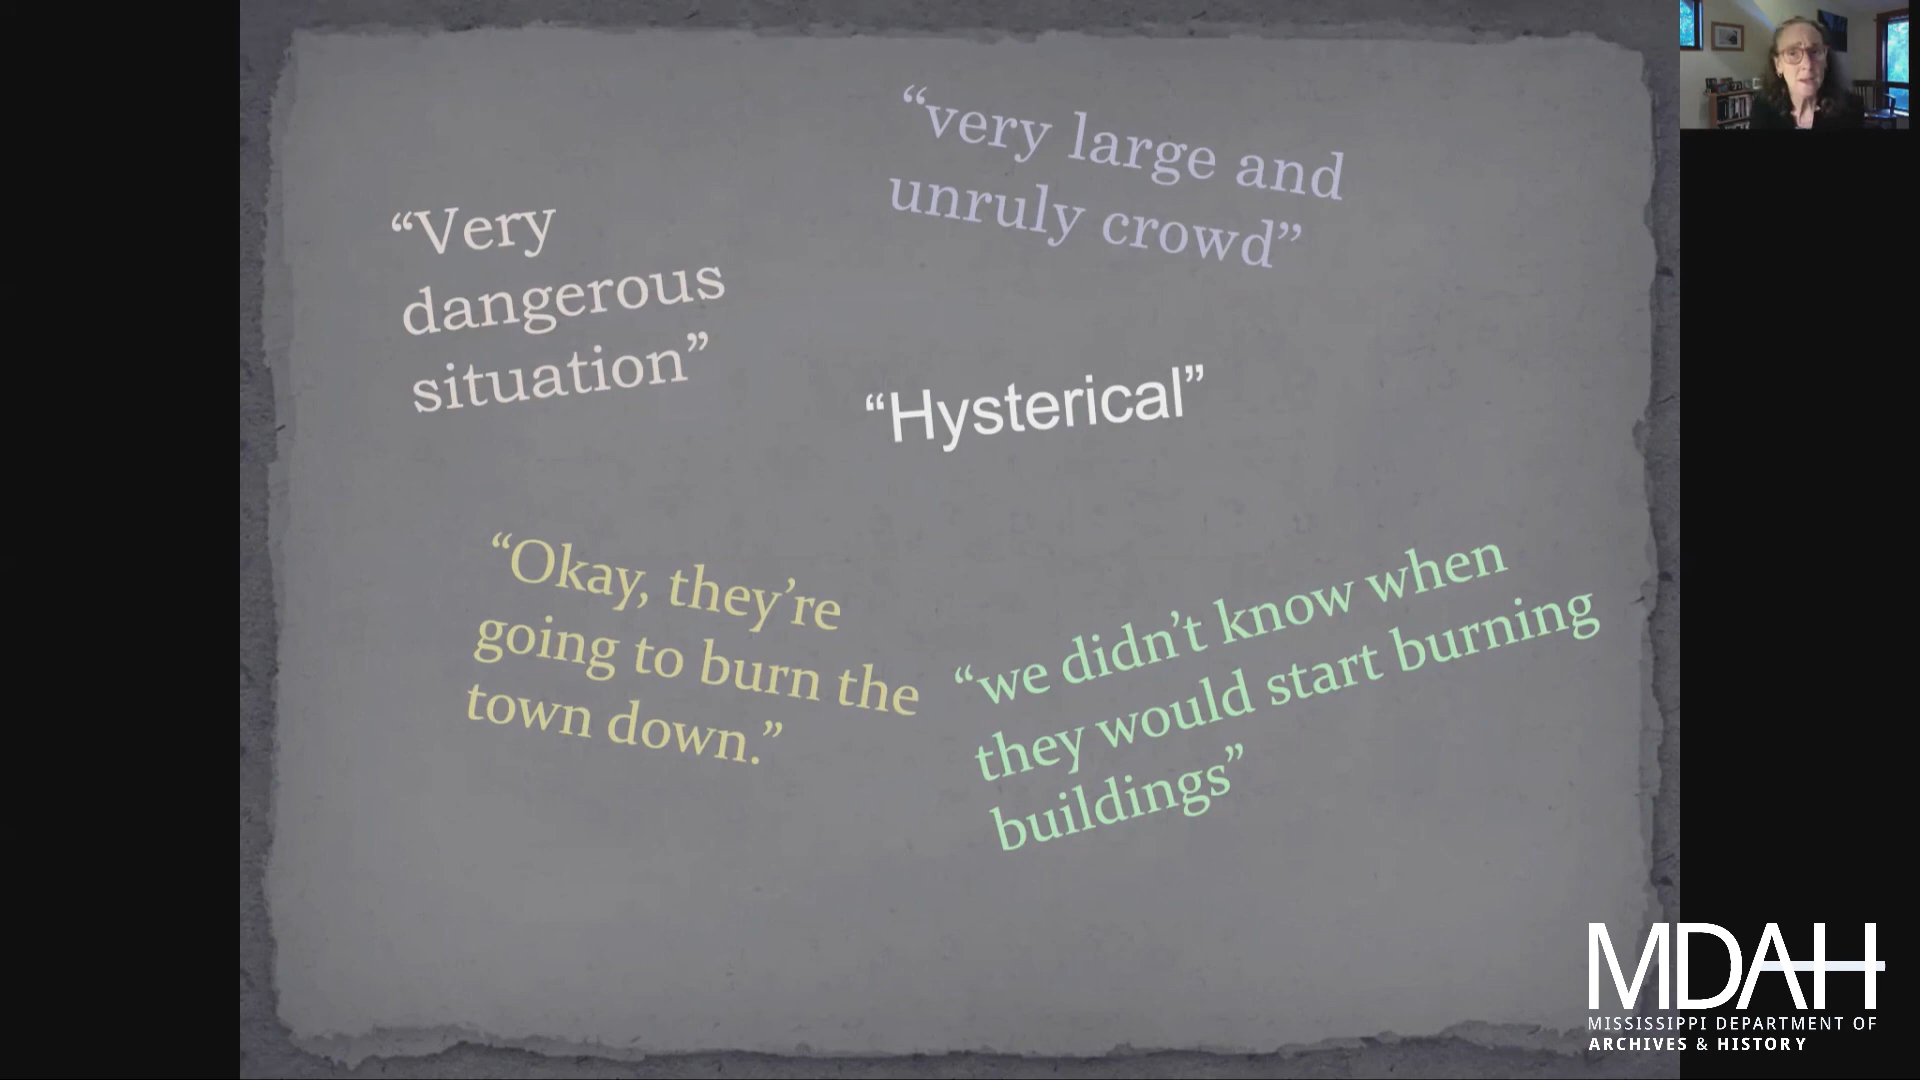 “very large and
unruly crowd”
“Very
dangerous
situation”
“Hysterical”
“Okay, they’re
going to burn the
town down.”
“we didn’t know when
they would start burning
buildings”
MDAH
MISSISSIPPI DEPARTMENT OF
ARCHIVES & HISTORY